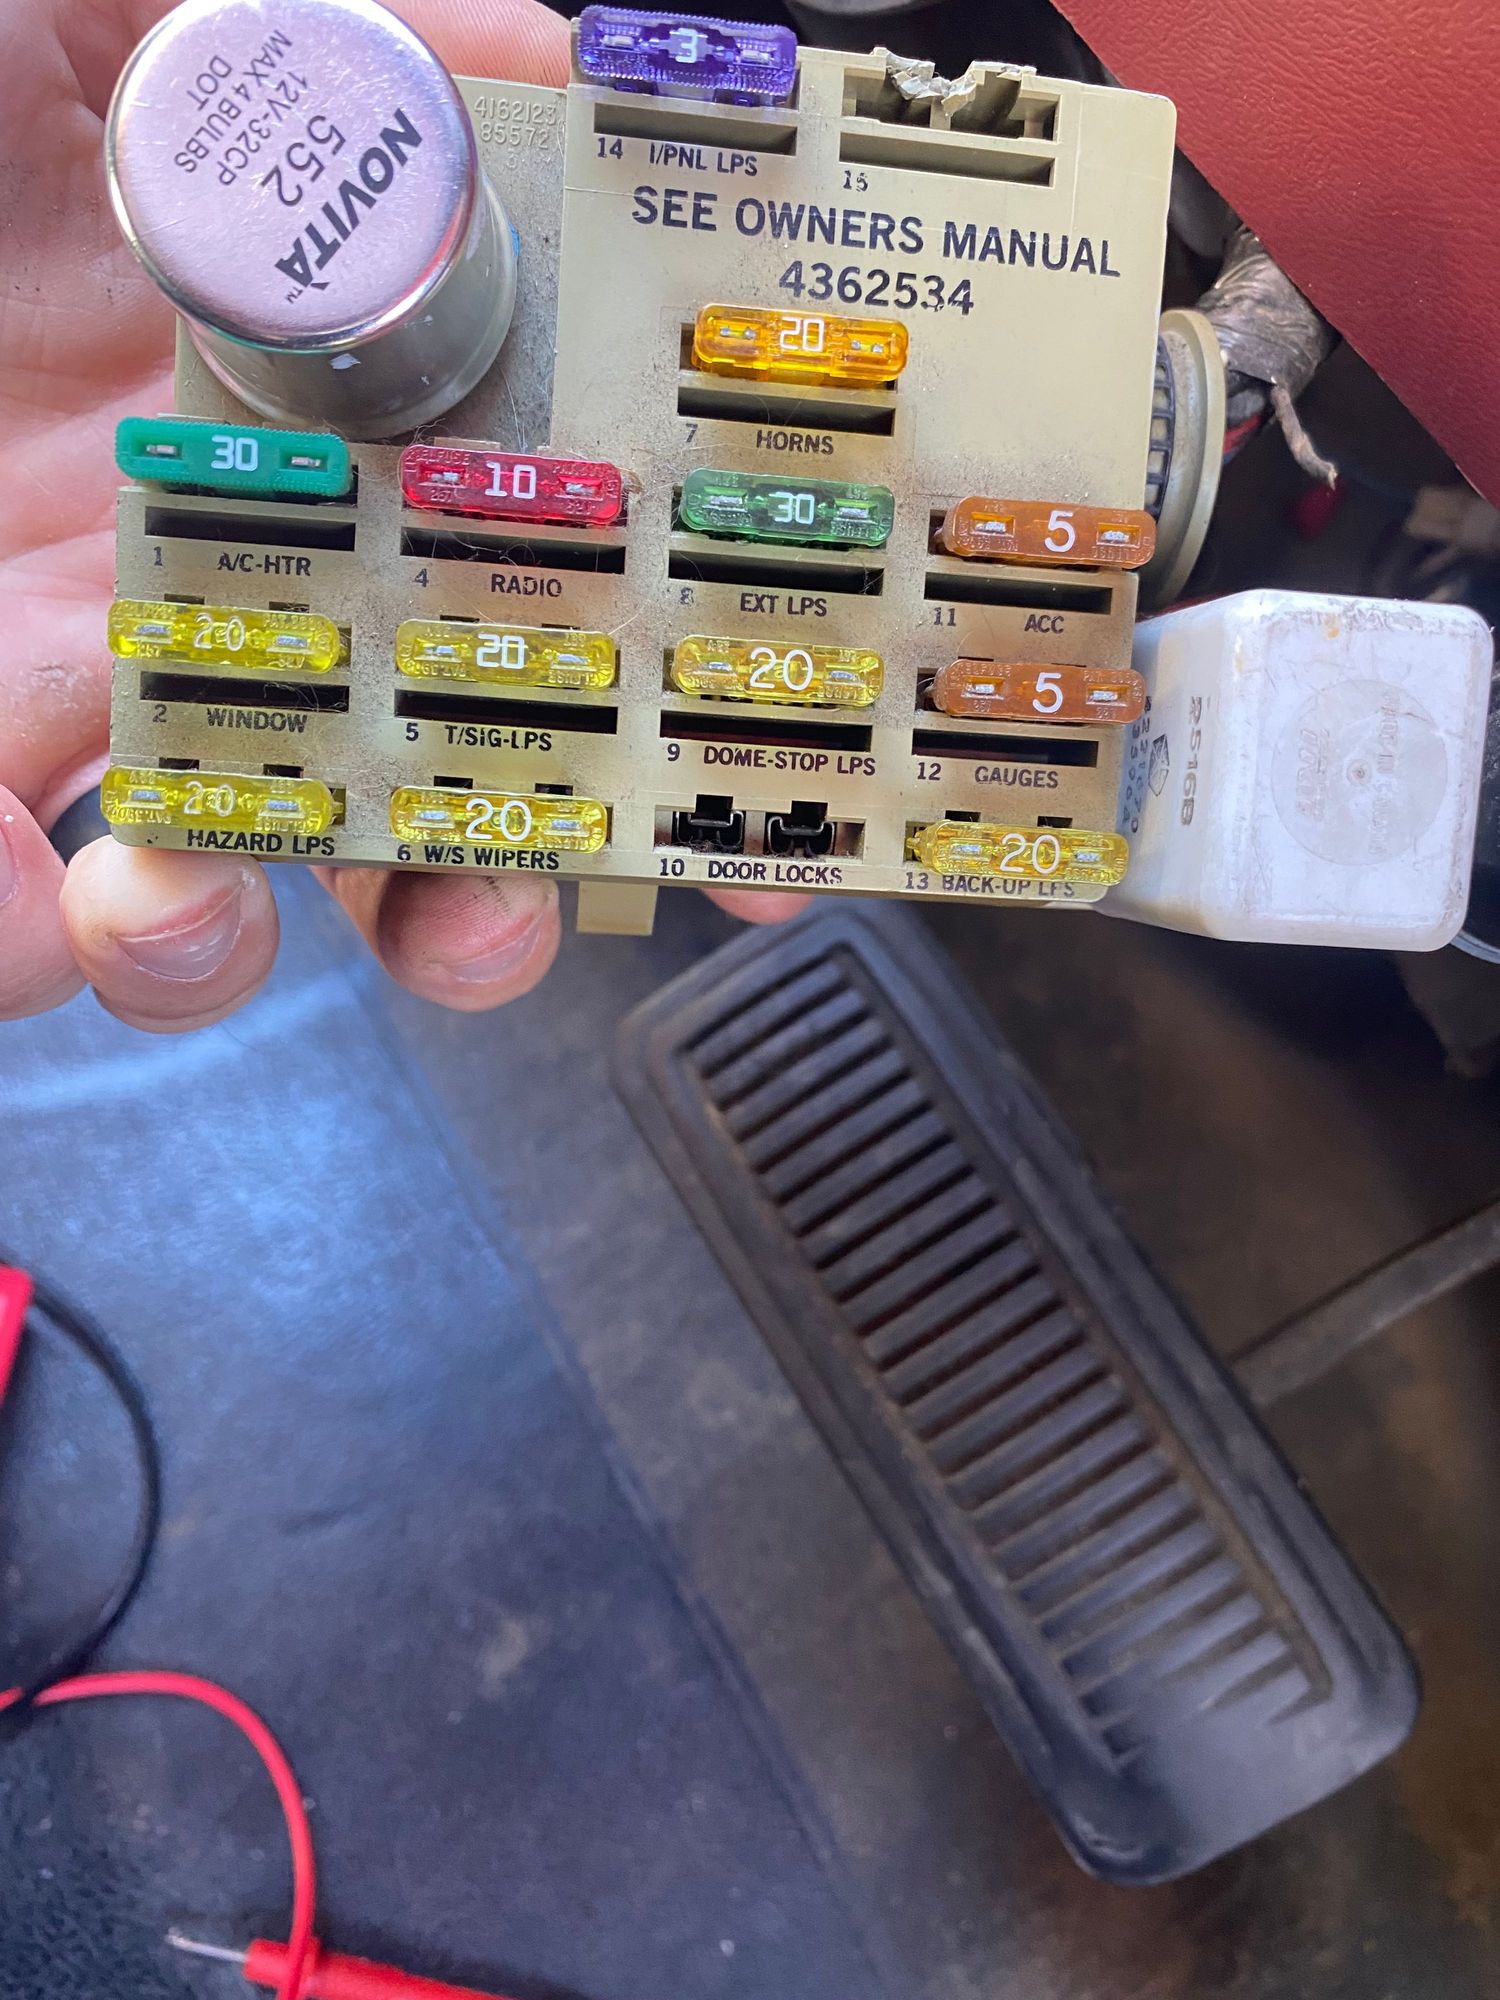 NOVITA™
552
12V-32CP
MAX 4 BULBS
DOT
4162123
85572
3
14 I/PNL LPS
15
SEE OWNERS MANUAL
4362534
20
7 HORNS
30
1 A/C-HTR
10
4 RADIO
30
8 EXT LPS
5
11 ACC
20
2 WINDOW
20
5 T/SIG-LPS
20
9 DOME-STOP LPS
5
12 GAUGES
20
HAZARD LPS
20
6 W/S WIPERS
10 DOOR LOCKS
20
13 BACK-UP LPS